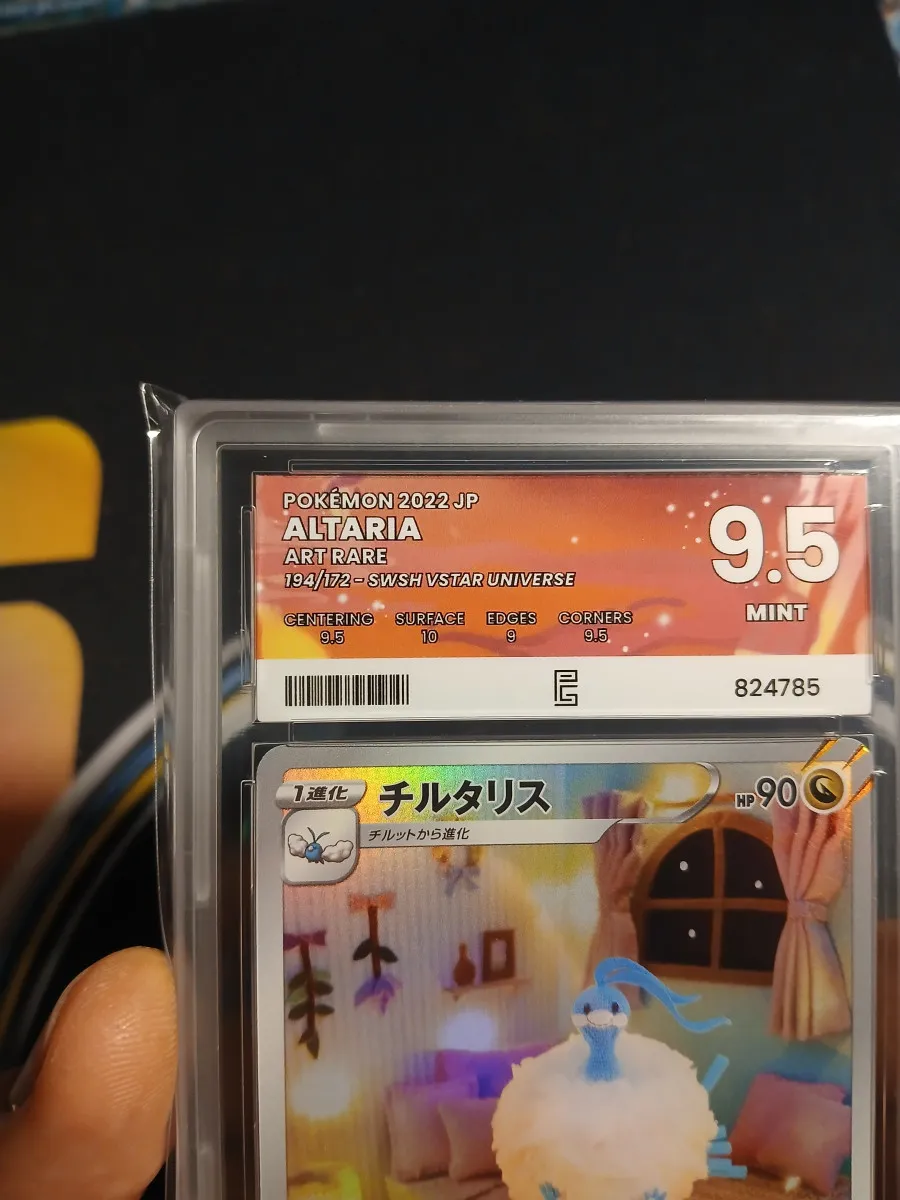 POKÉMON 2022 JP
ALTARIA
ART RARE
194/172 - SWSH VSTAR UNIVERSE
9.5
MINT
CENTERING SURFACE EDGES CORNERS
9.5 10 9 9.5
824785
1進化 チルタリス HP90
チルットから進化